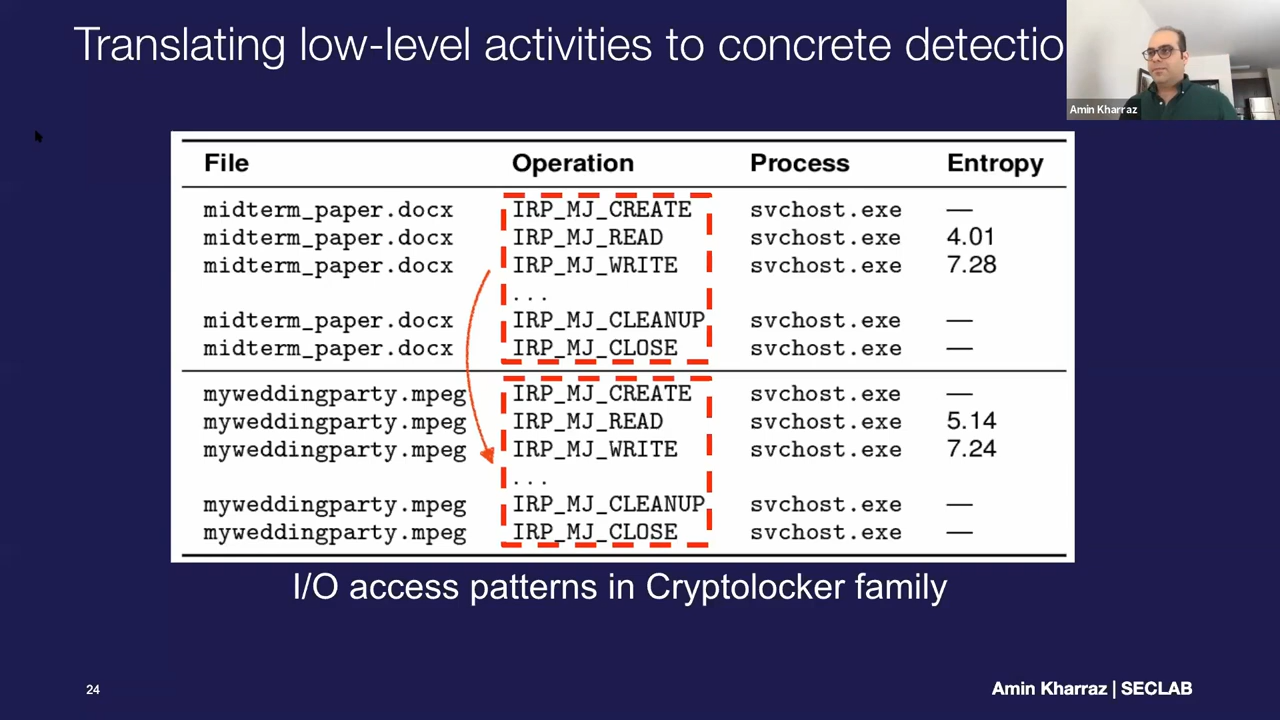 Translating low-level activities to concrete detectio
Amin Kharraz
File Operation Process Entropy
midterm_paper.docx IRP_MJ_CREATE svchost.exe —
midterm_paper.docx IRP_MJ_READ svchost.exe 4.01
midterm_paper.docx IRP_MJ_WRITE svchost.exe 7.28
...
midterm_paper.docx IRP_MJ_CLEANUP svchost.exe —
midterm_paper.docx IRP_MJ_CLOSE svchost.exe —
myweddingparty.mpeg IRP_MJ_CREATE svchost.exe —
myweddingparty.mpeg IRP_MJ_READ svchost.exe 5.14
myweddingparty.mpeg IRP_MJ_WRITE svchost.exe 7.24
...
myweddingparty.mpeg IRP_MJ_CLEANUP svchost.exe —
myweddingparty.mpeg IRP_MJ_CLOSE svchost.exe —
I/O access patterns in Cryptolocker family
24
Amin Kharraz | SECLAB